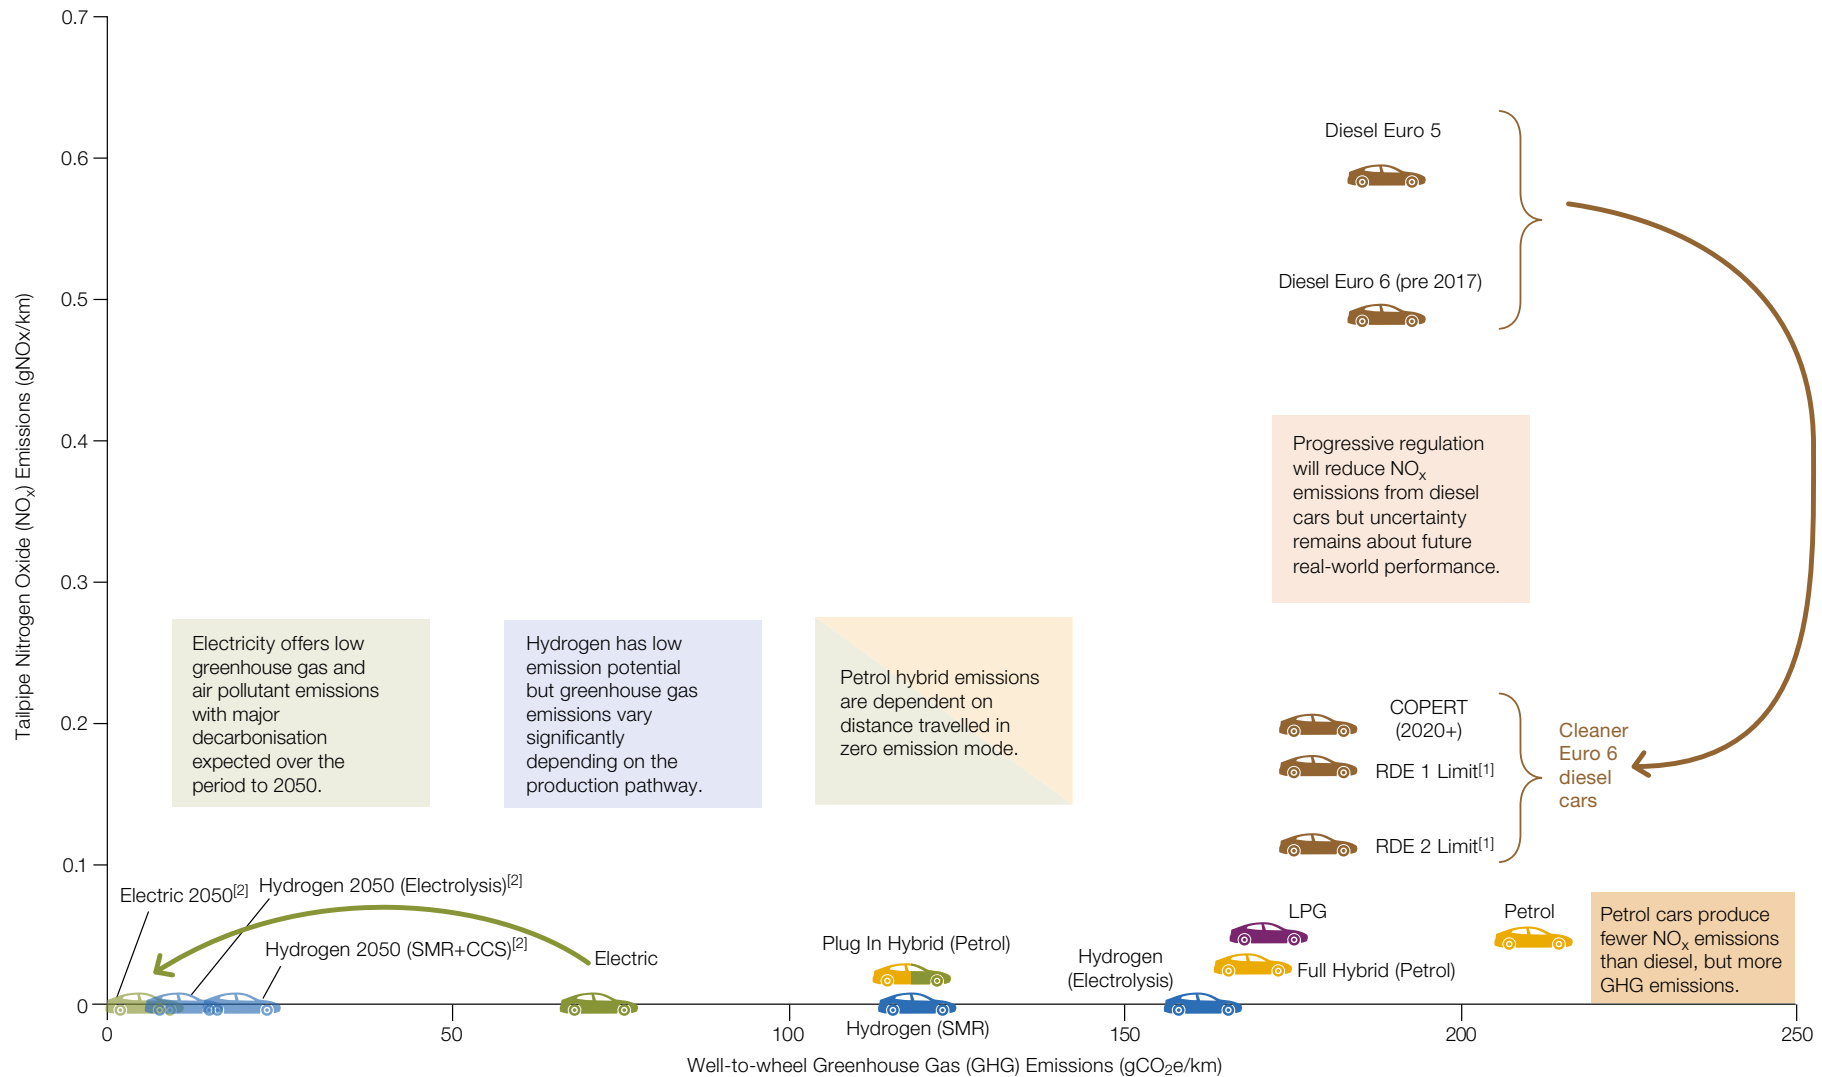 0.7
0.6
0.5
0.4
0.3
0.2
0.1
0
Tailpipe Nitrogen Oxide (NOx) Emissions (gNOx/km)
Diesel Euro 5
Diesel Euro 6 (pre 2017)
Progressive regulation
will reduce NOx
emissions from diesel
cars but uncertainty
remains about future
real-world performance.
Electricity offers low
greenhouse gas and
air pollutant emissions
with major
decarbonisation
expected over the
period to 2050.
Hydrogen has low
emission potential
but greenhouse gas
emissions vary
significantly
depending on the
production pathway.
Petrol hybrid emissions
are dependent on
distance travelled in
zero emission mode.
COPERT
(2020+)
RDE 1 Limit[1]
RDE 2 Limit[1]
Cleaner
Euro 6
diesel
cars
Electric 2050[2]
Hydrogen 2050 (Electrolysis)[2]
Hydrogen 2050 (SMR+CCS)[2]
Electric
Plug In Hybrid (Petrol)
Hydrogen (SMR)
Hydrogen
(Electrolysis)
LPG
Full Hybrid (Petrol)
Petrol
Petrol cars produce
fewer NOx emissions
than diesel, but more
GHG emissions.
0
50
100
150
200
250
Well-to-wheel Greenhouse Gas (GHG) Emissions (gCO2e/km)